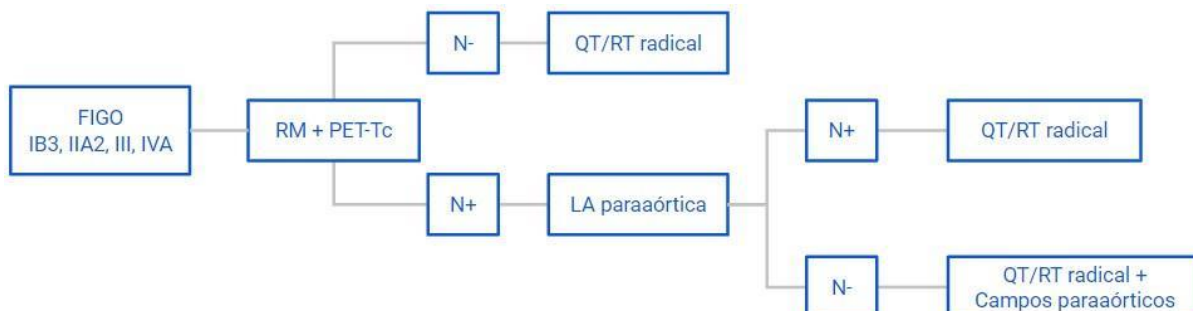 FIGO
IB3, IIA2, III, IVA
RM + PET-Tc
N-
QT/RT radical
N+
LA paraaórtica
N+
QT/RT radical
N-
QT/RT radical +
Campos paraaórticos